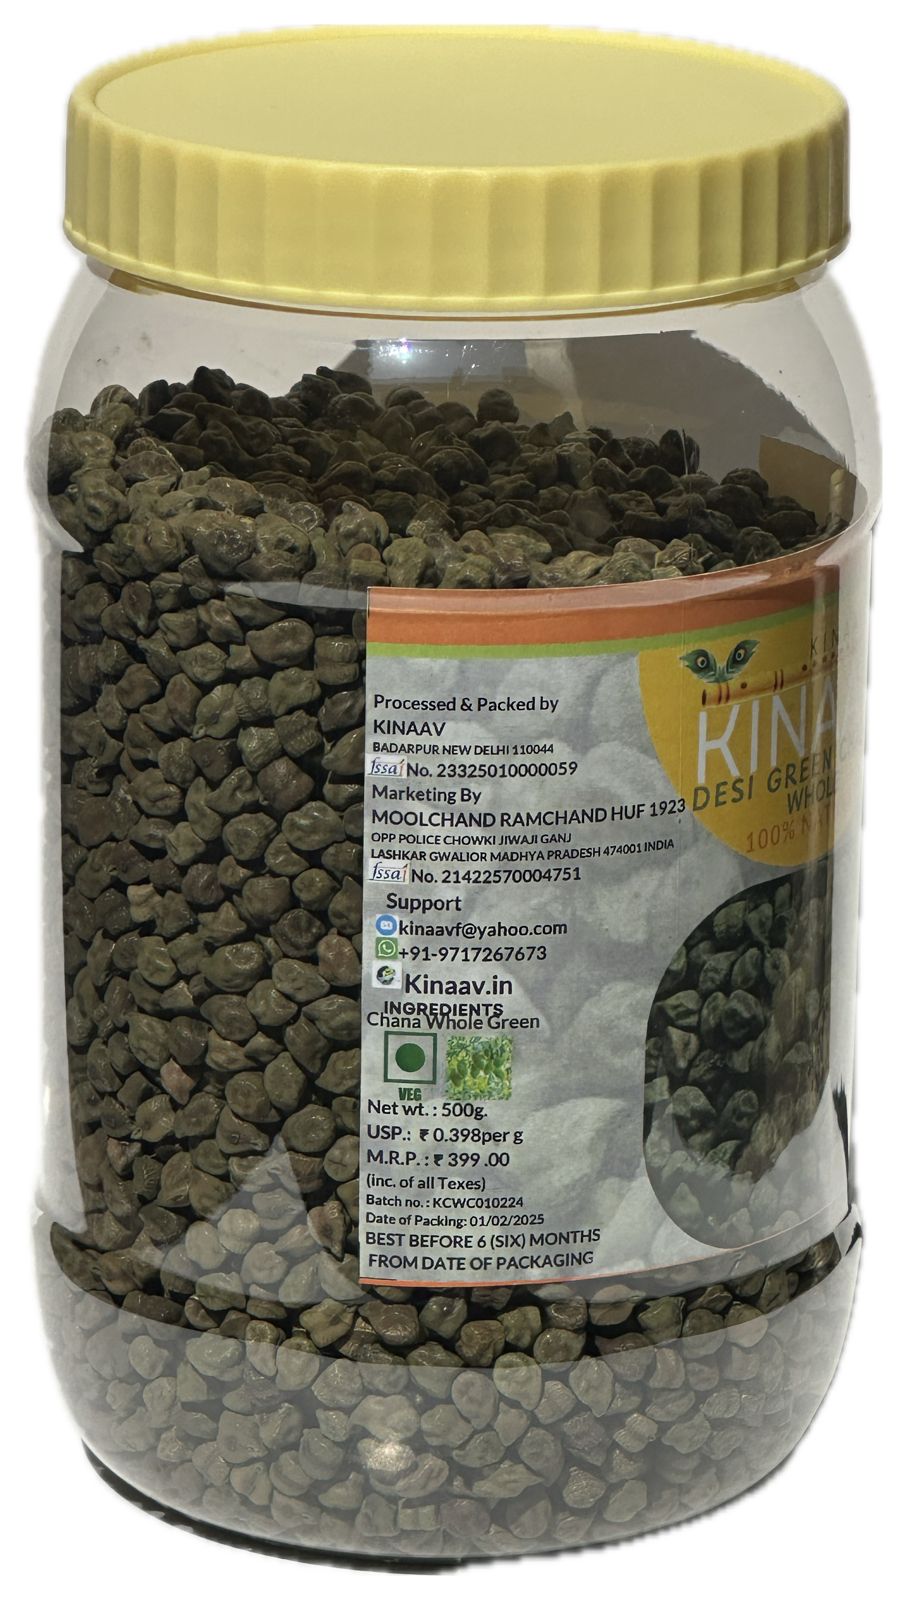 Processed & Packed by
KINAAV
BADARPUR NEW DELHI 110044
fssai No. 23325010000059
Marketing By
MOOLCHAND RAMCHAND HUF 1923
OPP POLICE CHOWKI JIWAJI GANJ
LASHKAR GWALIOR MADHYA PRADESH 474001 INDIA
fssai No. 21422570004751
Support
kinaavf@yahoo.com
+91-9717267673
Kinaav.in
INGREDIENTS
Chana Whole Green
VEG
Net wt. : 500g.
USP.: ₹ 0.398per g
M.R.P. : ₹ 399 .00
(inc. of all Texes)
Batch no. : KCWC010224
Date of Packing: 01/02/2025
BEST BEFORE 6 (SIX) MONTHS
FROM DATE OF PACKAGING
KINA
DESI GREEN
100%